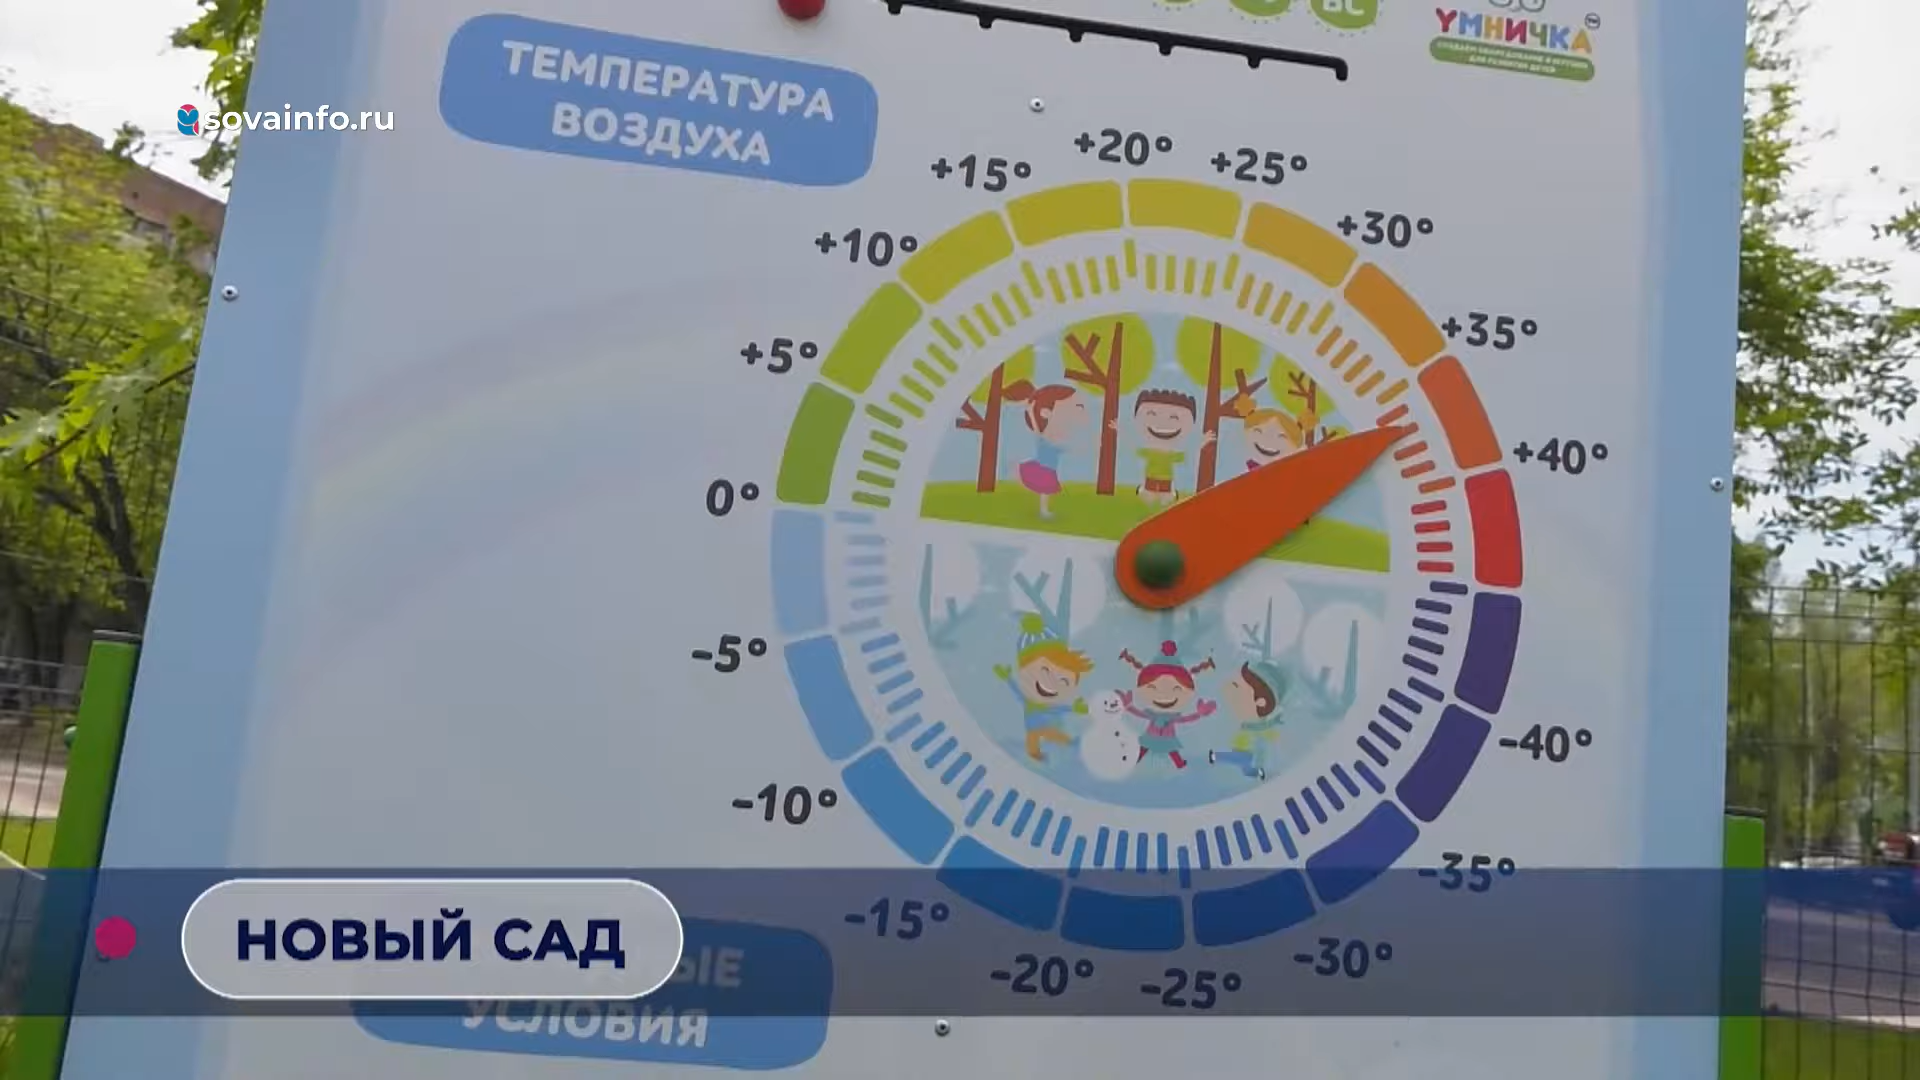 ВС
УМНИЧКА
ТЕМПЕРАТУРА
ВОЗДУХА
sovainfo.ru
+20°
+15°
+25°
+10°
+30°
+5°
+35°
0°
+40°
-5°
-10°
-40°
-15°
-35°
-20°
-25°
-30°
НОВЫЙ САД
УСЛОВИЯ